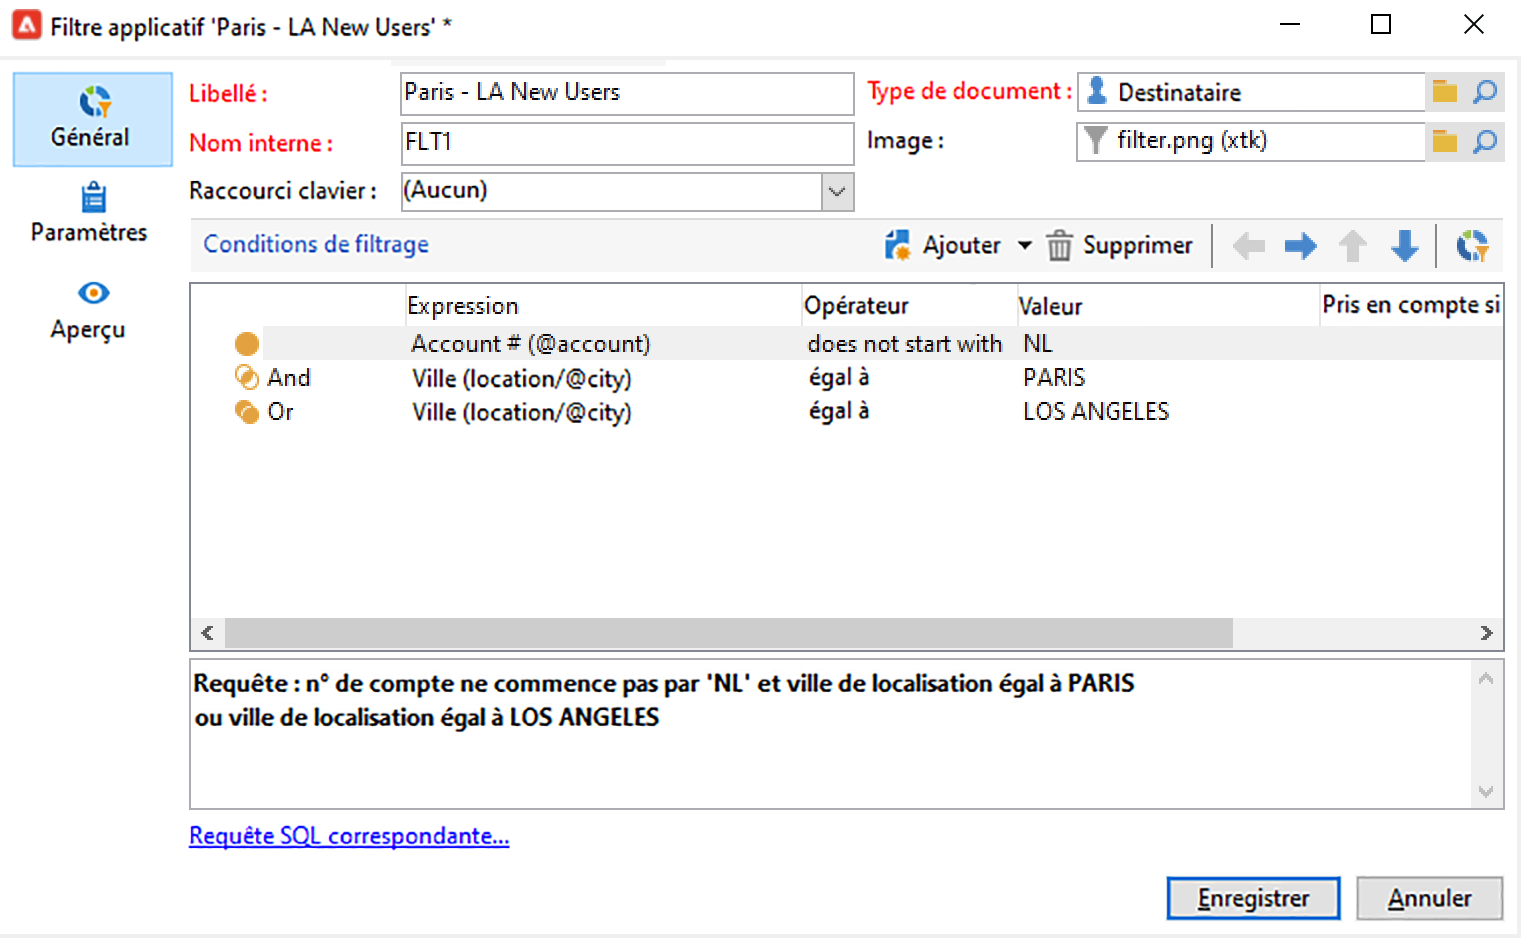 Filtre applicatif 'Paris - LA New Users' *
Général
Paramètres
Aperçu
Libellé : Paris - LA New Users Type de document : Destinataire
Nom interne : FLT1 Image : filter.png (xtk)
Raccourci clavier : (Aucun)
Conditions de filtrage Ajouter Supprimer
Expression Opérateur Valeur Pris en compte si
Account # (@account) does not start with NL
And Ville (location/@city) égal à PARIS
Or Ville (location/@city) égal à LOS ANGELES
Requête : n° de compte ne commence pas par 'NL' et ville de localisation égal à PARIS
ou ville de localisation égal à LOS ANGELES
Requête SQL correspondante...
Enregistrer Annuler